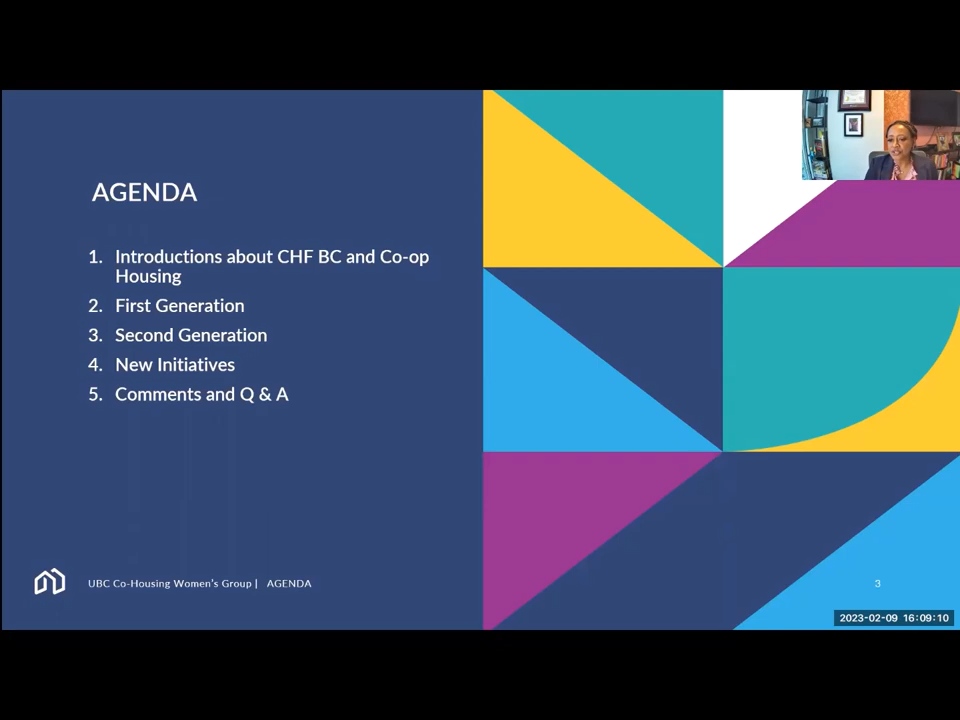 AGENDA
1. Introductions about CHF BC and Co-op
Housing
2. First Generation
3. Second Generation
4. New Initiatives
5. Comments and Q & A
UBC Co-Housing Women's Group | AGENDA
3
2023-02-09 16:09:10